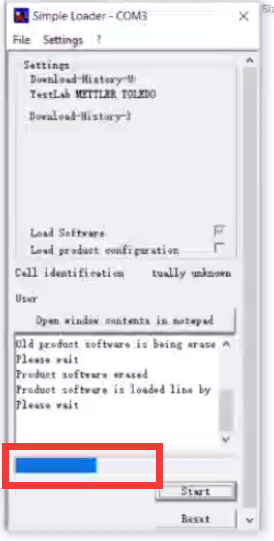 Simple Loader - COM3
File Settings ?
Settings
Download-History-U:
TestLab METTLER TOLEDO
Download-History-2
Load Software
Load product configuration
Cell identification tually unknown
User
Open window contents in notepad
Old product software is being erase
Please wait
Product software erased
Product software is loaded line by
Please wait
Start
Reset